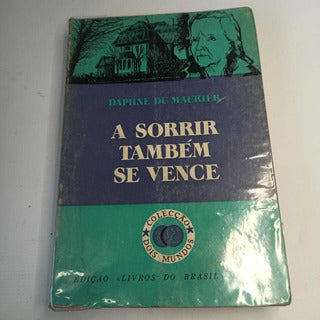 DAPHNE DU MAURIER
A SORRIR
TAMBÉM
SE VENCE
COLECÇÃO
DOIS MUNDOS
EDIÇÃO «LIVROS DO BRASIL